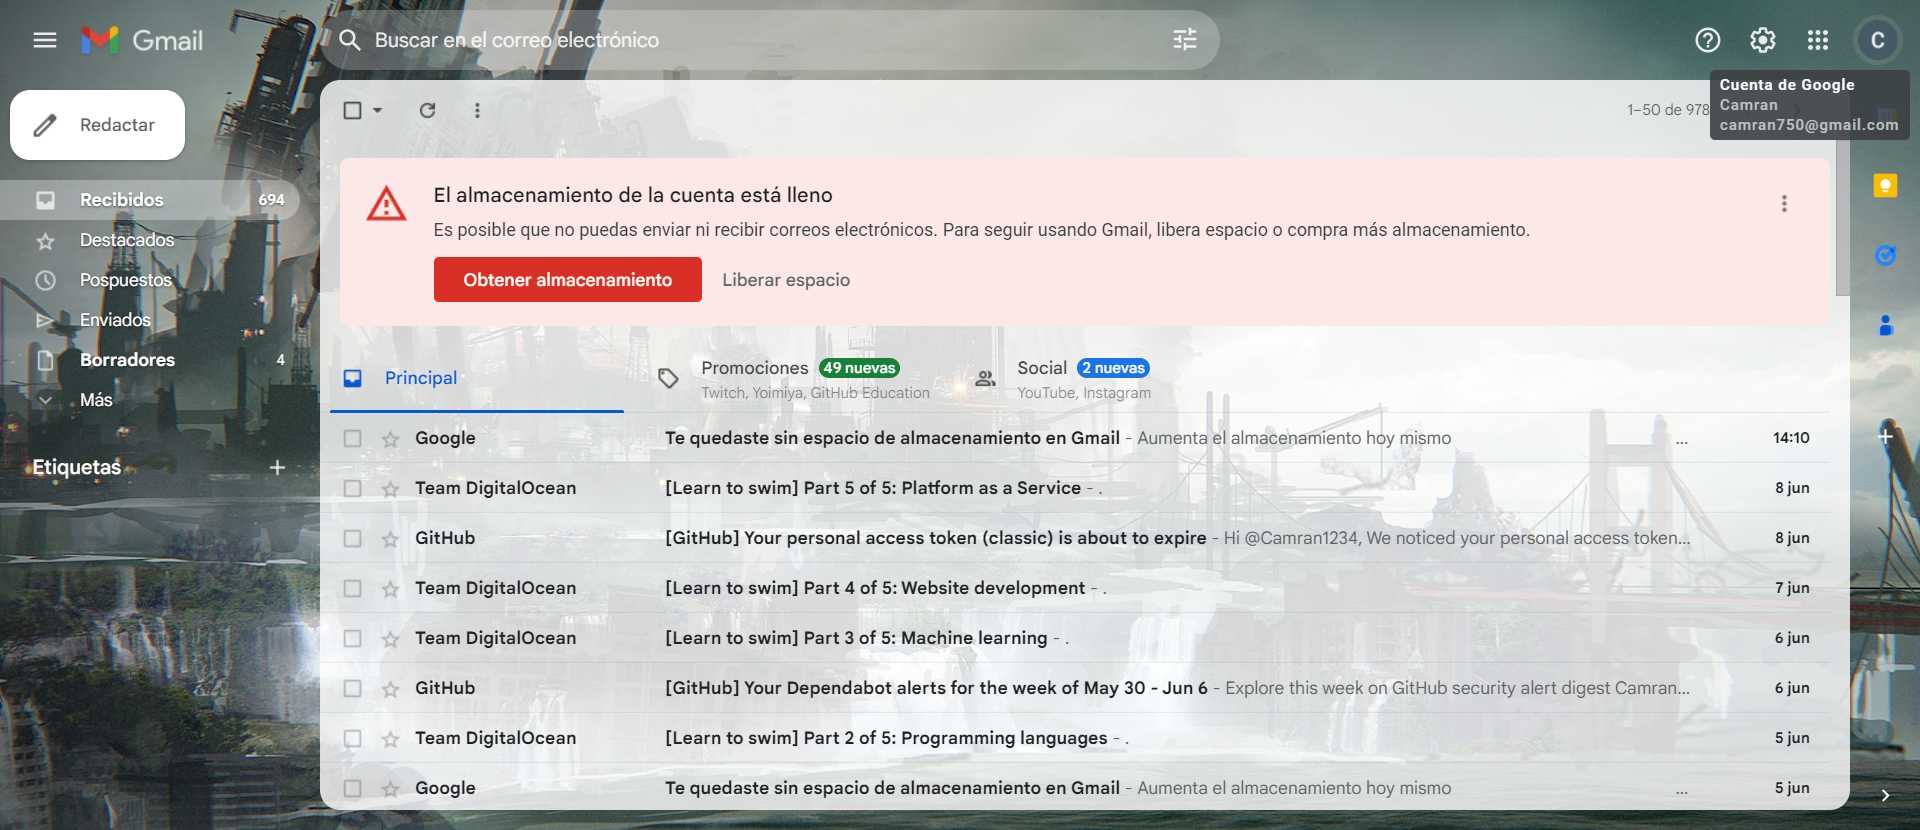 Gmail
Buscar en el correo electrónico
C
Cuenta de Google
Camran
camran750@gmail.com
Redactar
1–50 de 978
Recibidos 694
Destacados
Pospuestos
Enviados
Borradores 4
Más
Etiquetas
El almacenamiento de la cuenta está lleno
Es posible que no puedas enviar ni recibir correos electrónicos. Para seguir usando Gmail, libera espacio o compra más almacenamiento.
Obtener almacenamiento Liberar espacio
Principal
Promociones 49 nuevas
Twitch, Yoimiya, GitHub Education
Social 2 nuevas
YouTube, Instagram
Google Te quedaste sin espacio de almacenamiento en Gmail - Aumenta el almacenamiento hoy mismo ... 14:10
Team DigitalOcean [Learn to swim] Part 5 of 5: Platform as a Service - . 8 jun
GitHub [GitHub] Your personal access token (classic) is about to expire - Hi @Camran1234, We noticed your personal access token... 8 jun
Team DigitalOcean [Learn to swim] Part 4 of 5: Website development - . 7 jun
Team DigitalOcean [Learn to swim] Part 3 of 5: Machine learning - . 6 jun
GitHub [GitHub] Your Dependabot alerts for the week of May 30 - Jun 6 - Explore this week on GitHub security alert digest Camran... 6 jun
Team DigitalOcean [Learn to swim] Part 2 of 5: Programming languages - . 5 jun
Google Te quedaste sin espacio de almacenamiento en Gmail - Aumenta el almacenamiento hoy mismo ... 5 jun